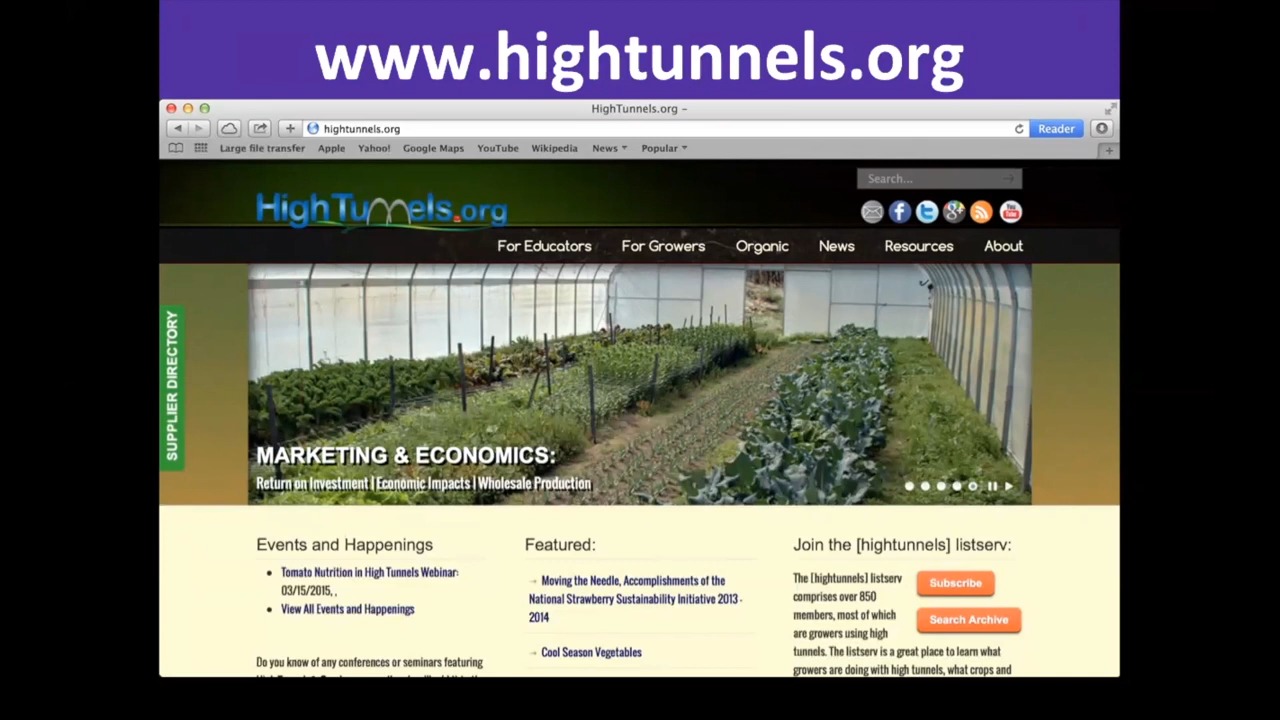 www.hightunnels.org
HighTunnels.org –
hightunnels.org
Reader
Large file transfer Apple Yahoo! Google Maps YouTube Wikipedia News Popular
Search...
HighTunnels.org
For Educators For Growers Organic News Resources About
SUPPLIER DIRECTORY
MARKETING & ECONOMICS:
Return on Investment | Economic Impacts | Wholesale Production
Events and Happenings
Tomato Nutrition in High Tunnels Webinar:
03/15/2015, ,
View All Events and Happenings
Do you know of any conferences or seminars featuring
Featured:
Moving the Needle, Accomplishments of the
National Strawberry Sustainability Initiative 2013 -
2014
Cool Season Vegetables
Join the [hightunnels] listserv:
The [hightunnels] listserv
comprises over 850
members, most of which
are growers using high
tunnels. The listserv is a great place to learn what
growers are doing with high tunnels, what crops and
Subscribe
Search Archive